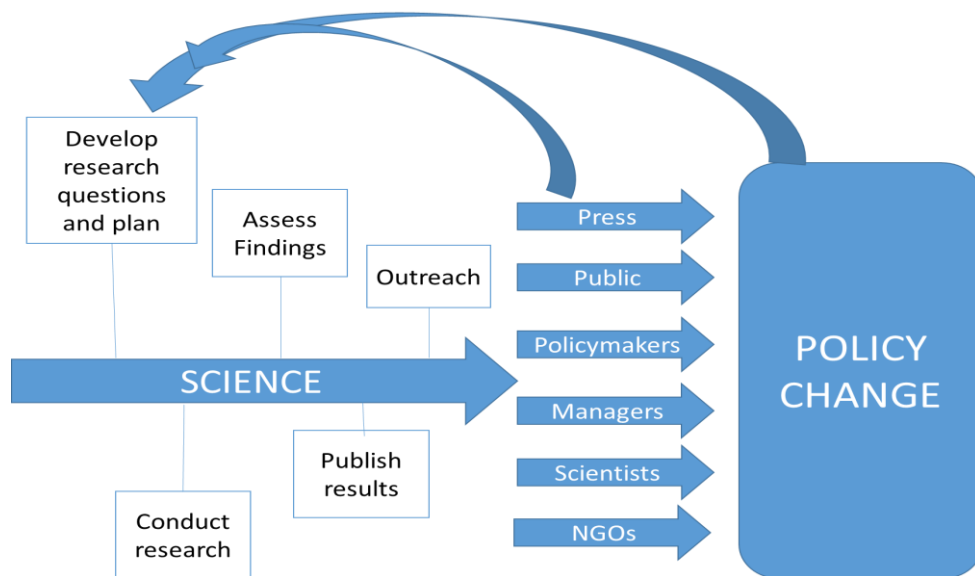 Develop
research
questions
and plan
Assess
Findings
Outreach
SCIENCE
Conduct
research
Publish
results
Press
Public
Policymakers
Managers
Scientists
NGOs
POLICY
CHANGE